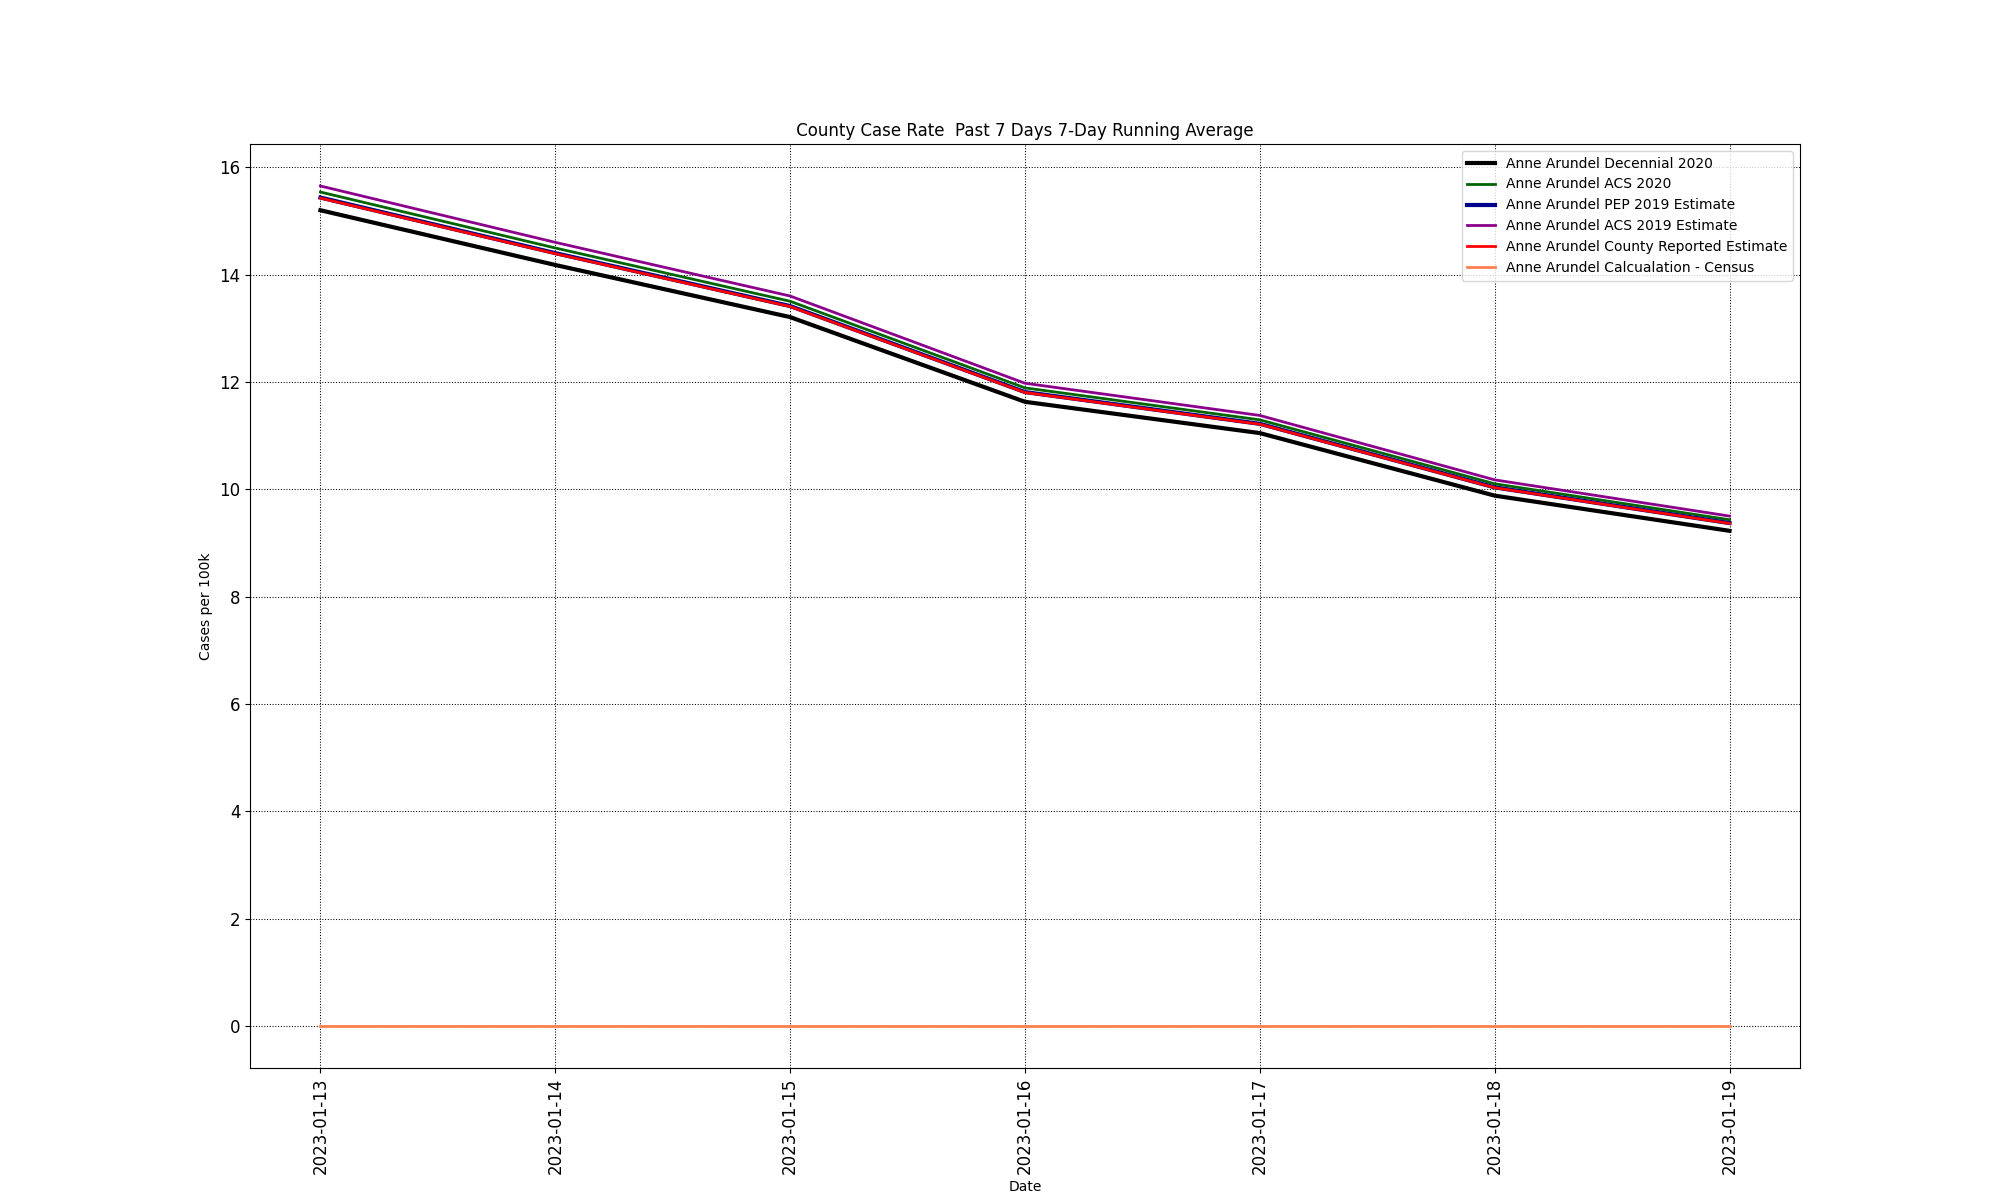 County Case Rate  Past 7 Days 7-Day Running Average
Anne Arundel Decennial 2020
Anne Arundel ACS 2020
Anne Arundel PEP 2019 Estimate
Anne Arundel ACS 2019 Estimate
Anne Arundel County Reported Estimate
Anne Arundel Calcualation - Census
16
14
12
10
8
6
4
2
0
Cases per 100k
2023-01-13
2023-01-14
2023-01-15
2023-01-16
2023-01-17
2023-01-18
2023-01-19
Date